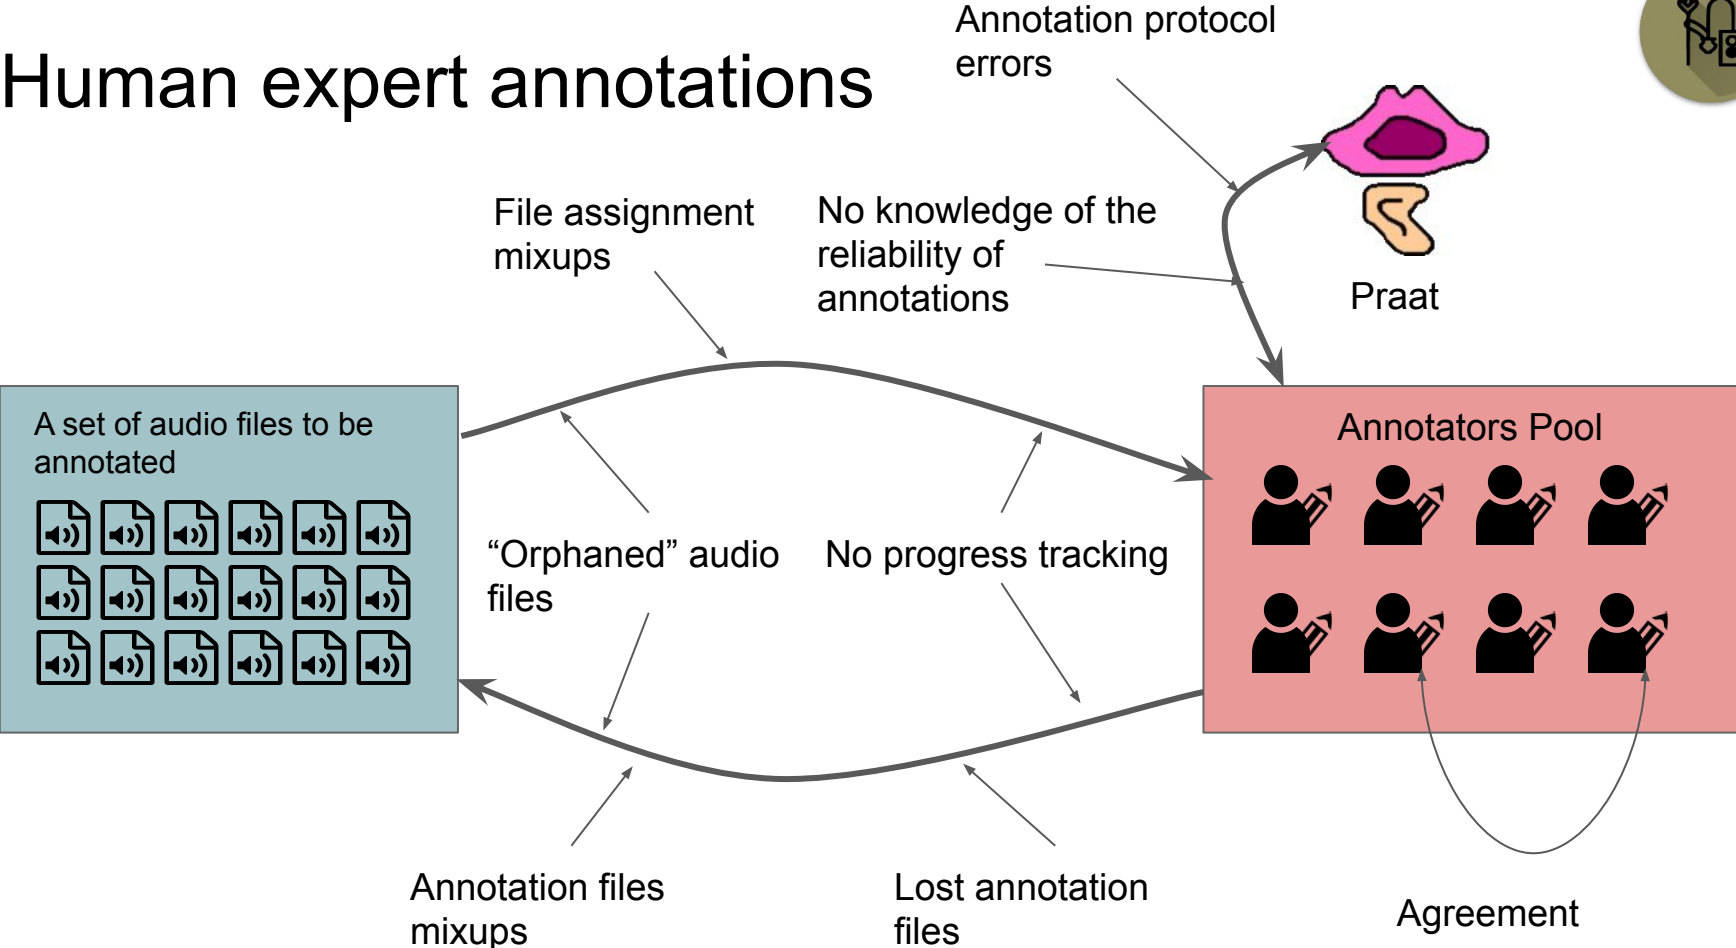 Human expert annotations
Annotation protocol
errors
File assignment
mixups
No knowledge of the
reliability of
annotations
Praat
A set of audio files to be
annotated
Annotators Pool
“Orphaned” audio
files
No progress tracking
Annotation files
mixups
Lost annotation
files
Agreement